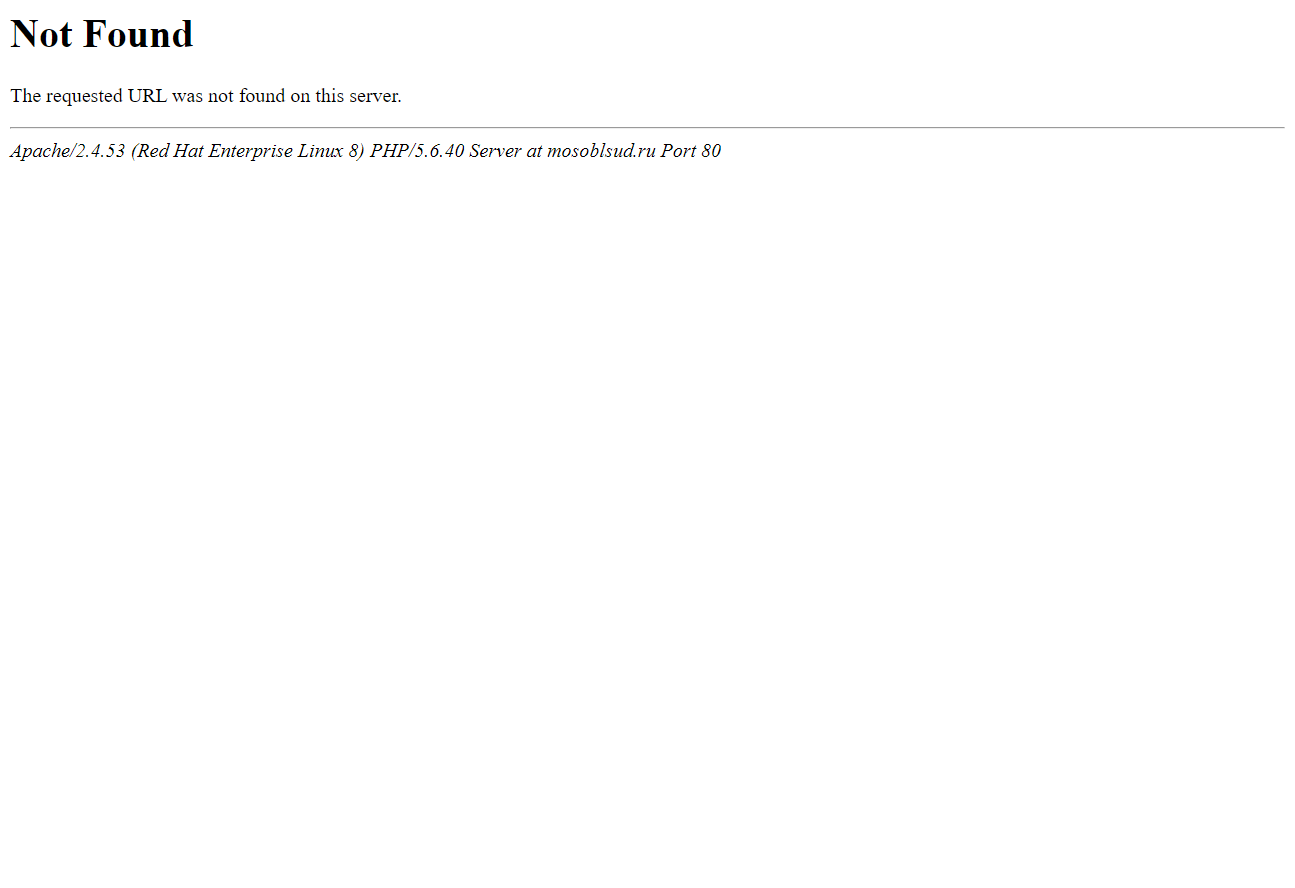 Not Found
The requested URL was not found on this server.
Apache/2.4.53 (Red Hat Enterprise Linux 8) PHP/5.6.40 Server at mosoblsud.ru Port 80